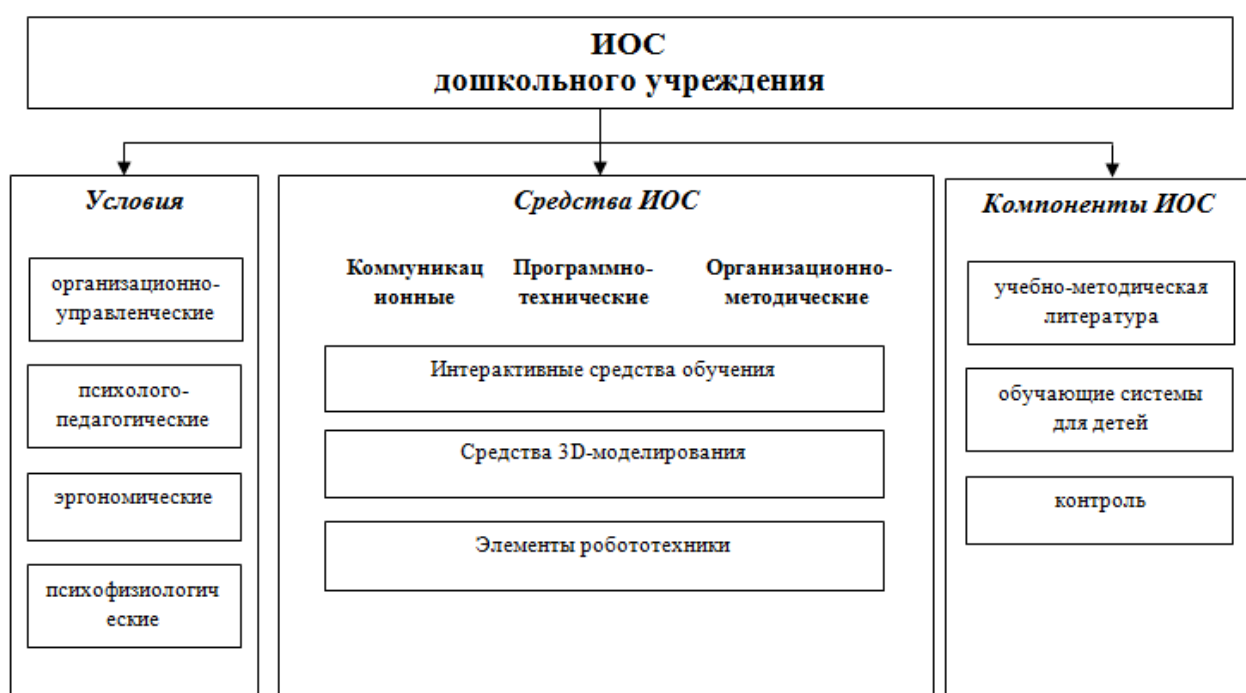 ИОС
дошкольного учреждения
Условия
организационно-
управленческие
психолого-
педагогические
эргономические
психофизиологич
еские
Средства ИОС
Коммуникац
ионные
Программно-
технические
Организационно-
методические
Интерактивные средства обучения
Средства 3D-моделирования
Элементы робототехники
Компоненты ИОС
учебно-методическая
литература
обучающие системы
для детей
контроль